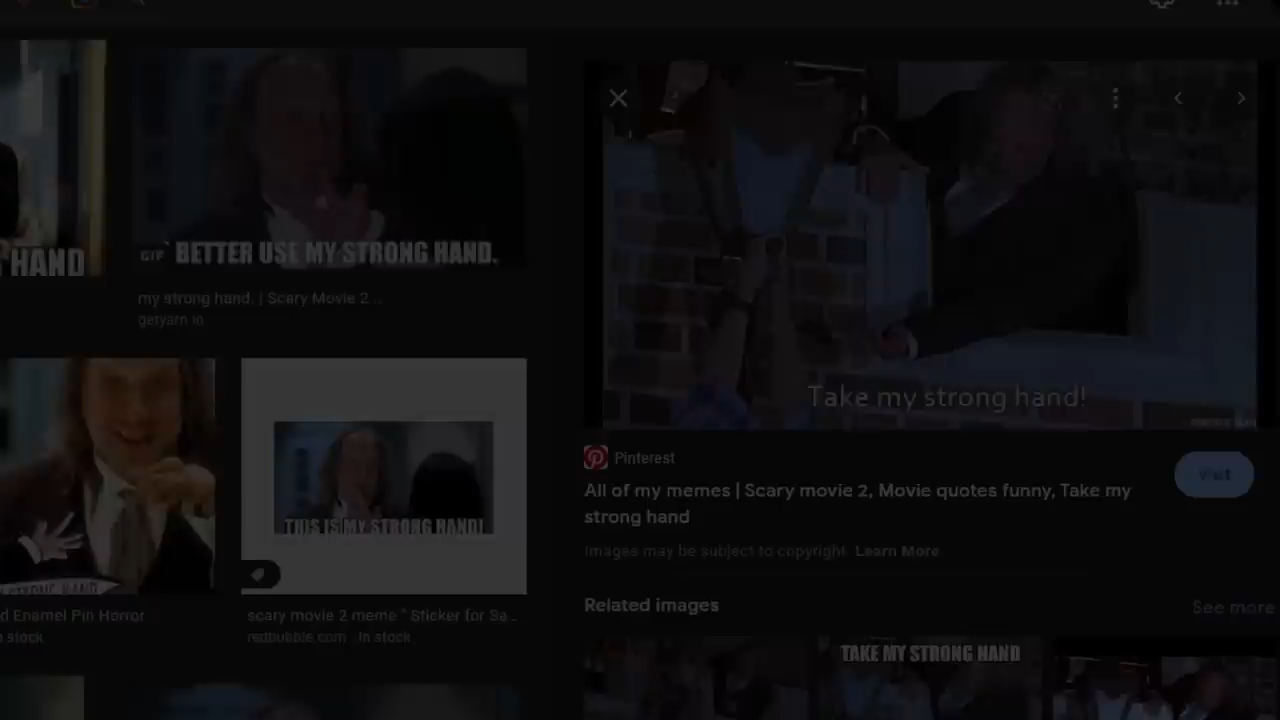 HAND
GIF BETTER USE MY STRONG HAND.
my strong hand. | Scary Movie 2 ...
getyarn.io
Take my strong hand!
Pinterest
Visit
All of my memes | Scary movie 2, Movie quotes funny, Take my
strong hand
Images may be subject to copyright. Learn More
THIS IS MY STRONG HAND!
STRONG HAND
d Enamel Pin Horror
n stock
scary movie 2 meme " Sticker for Sa...
redbubble.com · In stock
Related images
See more
TAKE MY STRONG HAND